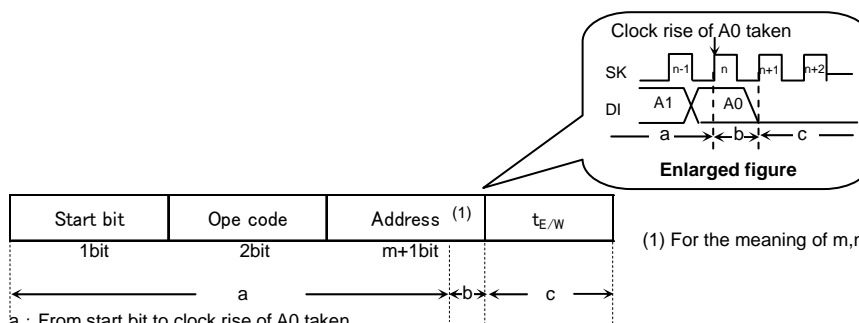 Clock rise of A0 taken
SK n-1 n n+1 n+2
DI A1 A0
a b c
Enlarged figure
Start bit Ope code Address (1) tE/W
1bit 2bit m+1bit
(1) For the meaning of m,n
a b c
a : From start bit to clock rise of A0 taken